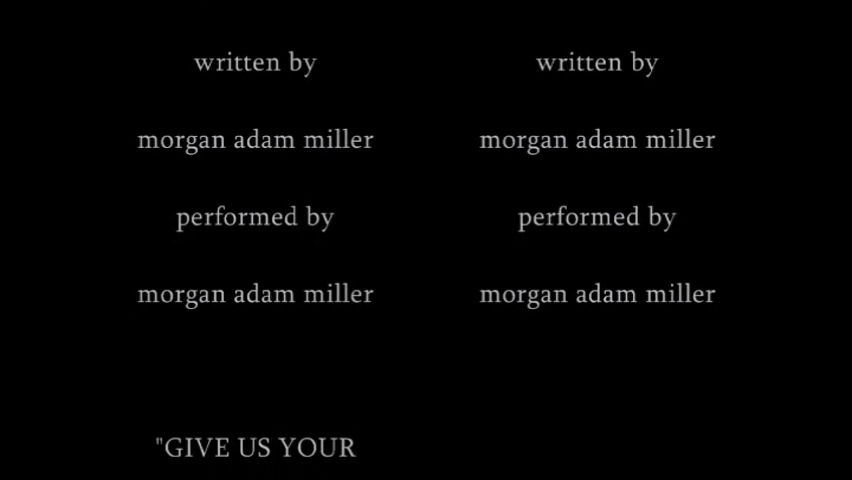 written by
morgan adam miller
performed by
morgan adam miller
"GIVE US YOUR
written by
morgan adam miller
performed by
morgan adam miller